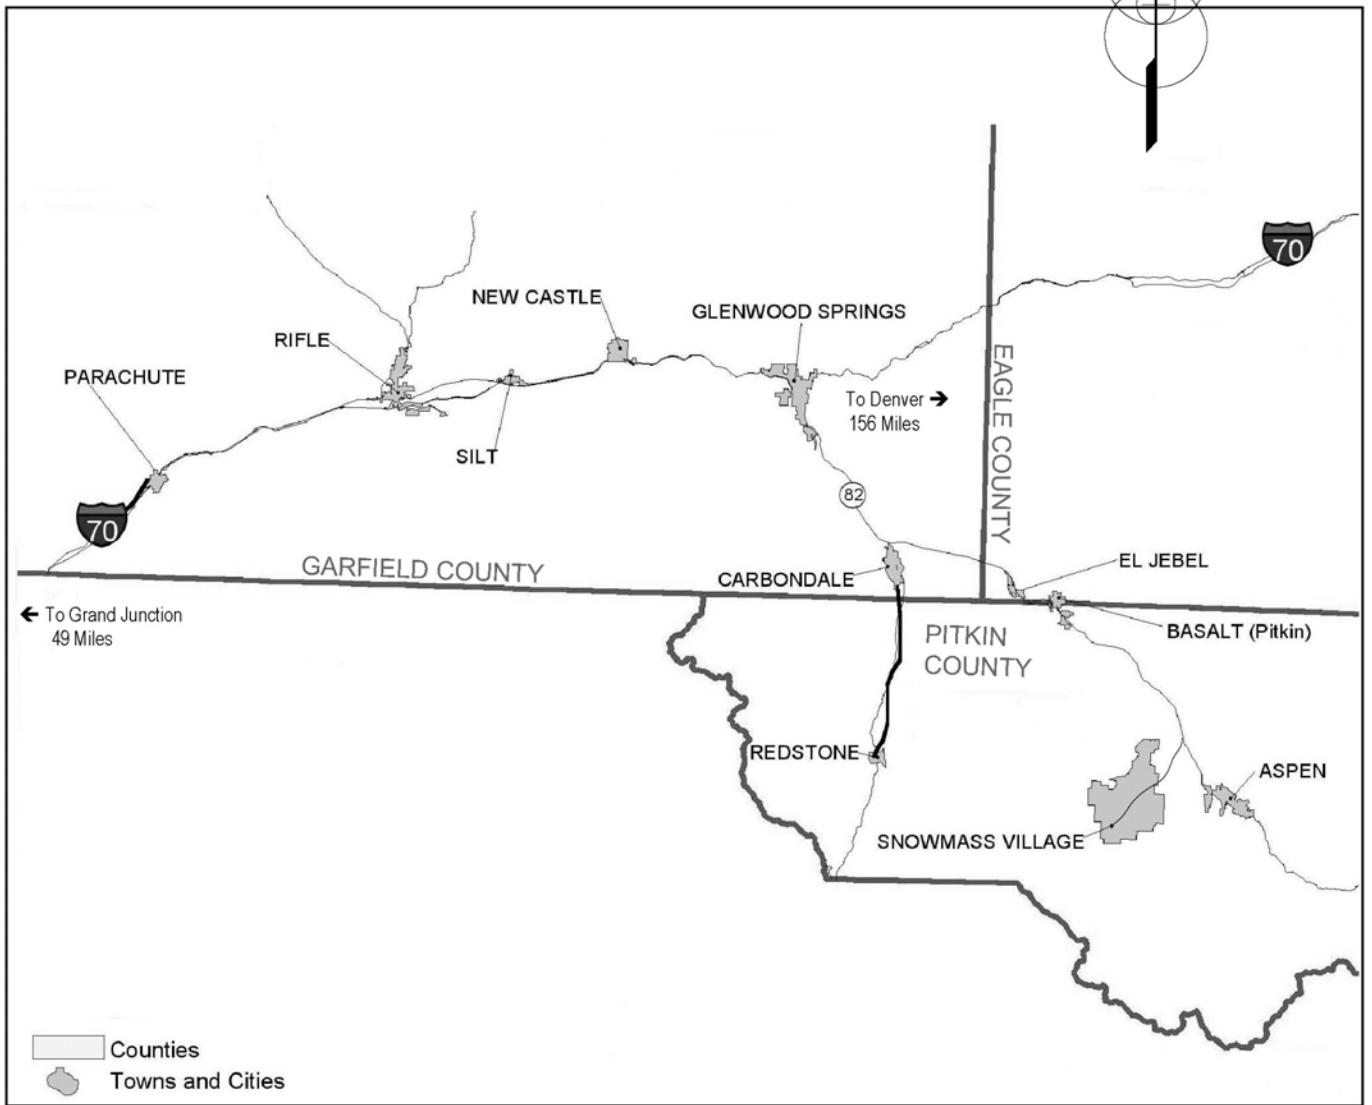 70
NEW CASTLE
GLENWOOD SPRINGS
RIFLE
PARACHUTE
EAGLE COUNTY
To Denver →
156 Miles
SILT
82
70
GARFIELD COUNTY
EL JEBEL
CARBONDALE
← To Grand Junction
49 Miles
BASALT (Pitkin)
PITKIN
COUNTY
REDSTONE
ASPEN
SNOWMASS VILLAGE
Counties
Towns and Cities